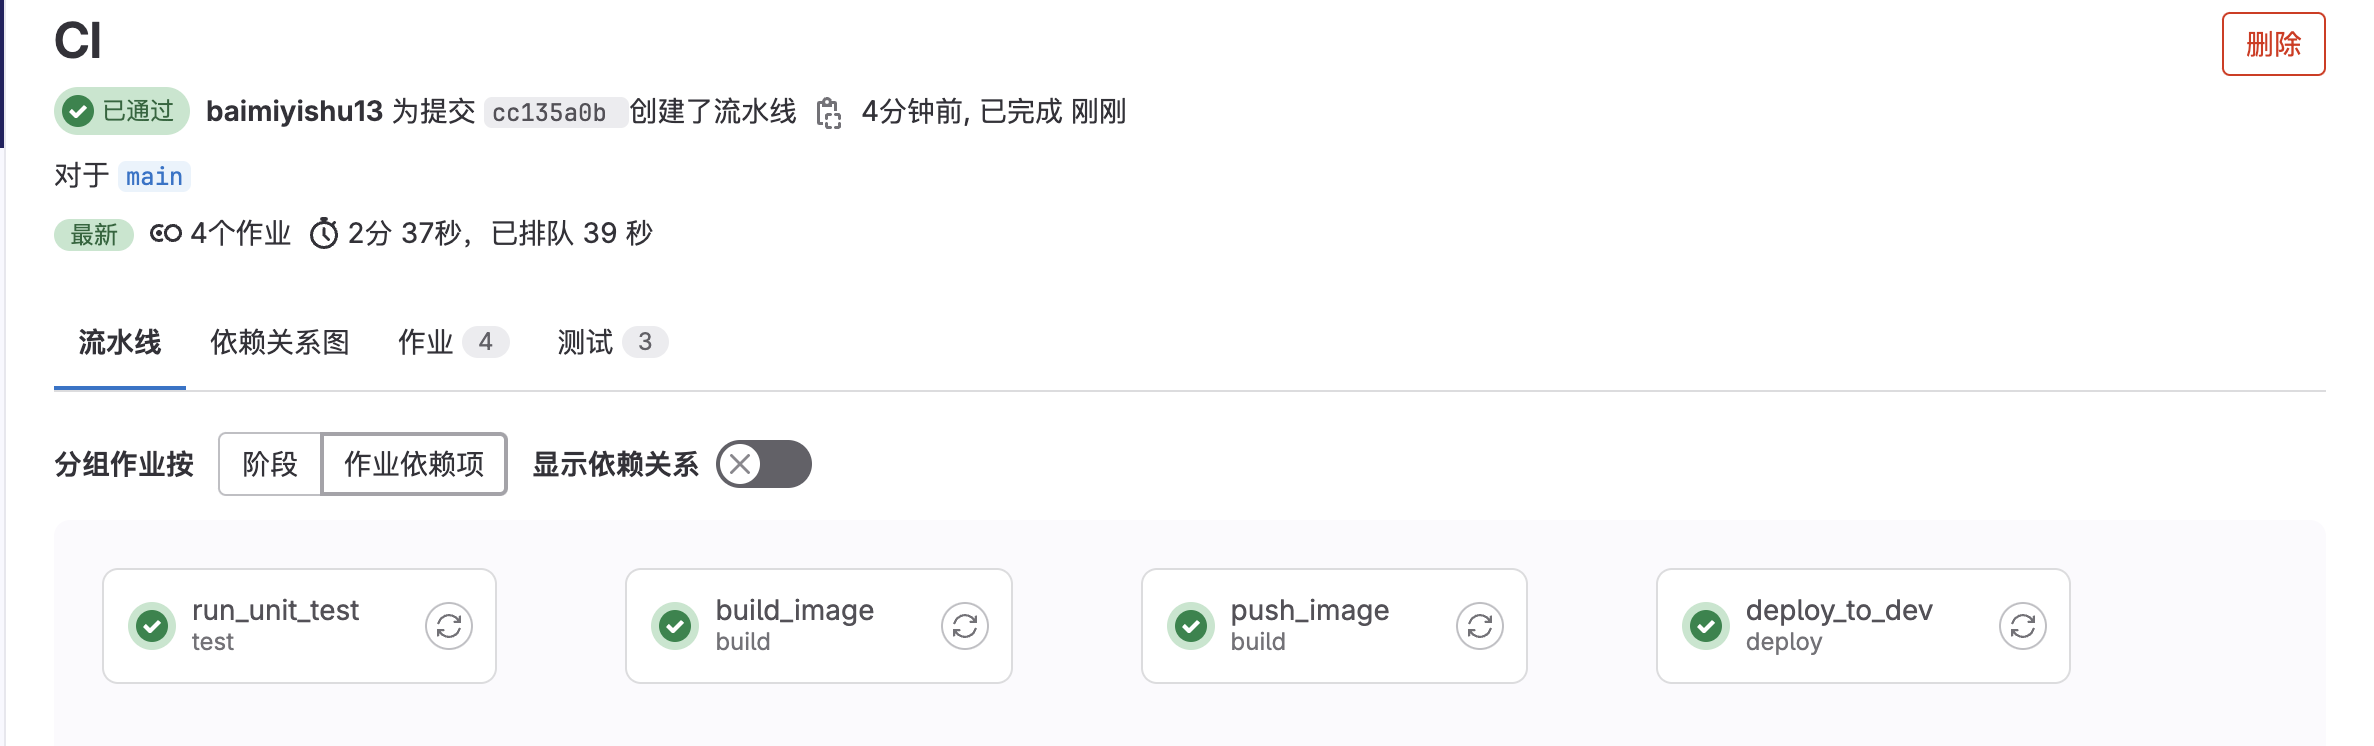 CI
删除
已通过 baimiyishu13 为提交 cc135a0b 创建了流水线 4分钟前, 已完成 刚刚
对于 main
最新 4个作业 2分 37秒，已排队 39 秒
流水线 依赖关系图 作业 4 测试 3
分组作业按 阶段 作业依赖项 显示依赖关系
run_unit_test
test
build_image
build
push_image
build
deploy_to_dev
deploy